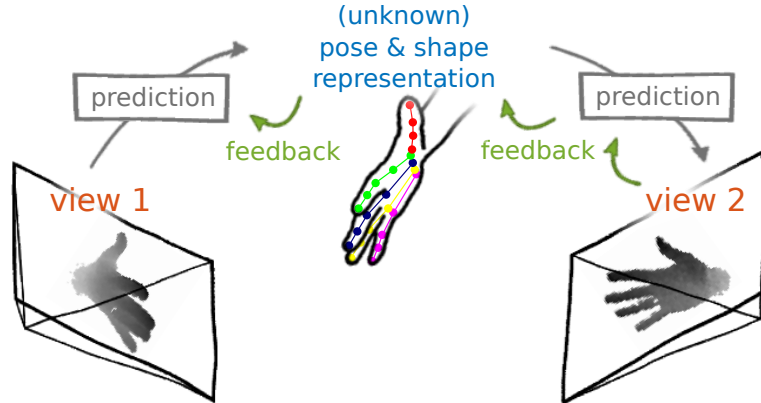 (unknown)
pose & shape
representation
prediction
prediction
feedback
feedback
view 1
view 2